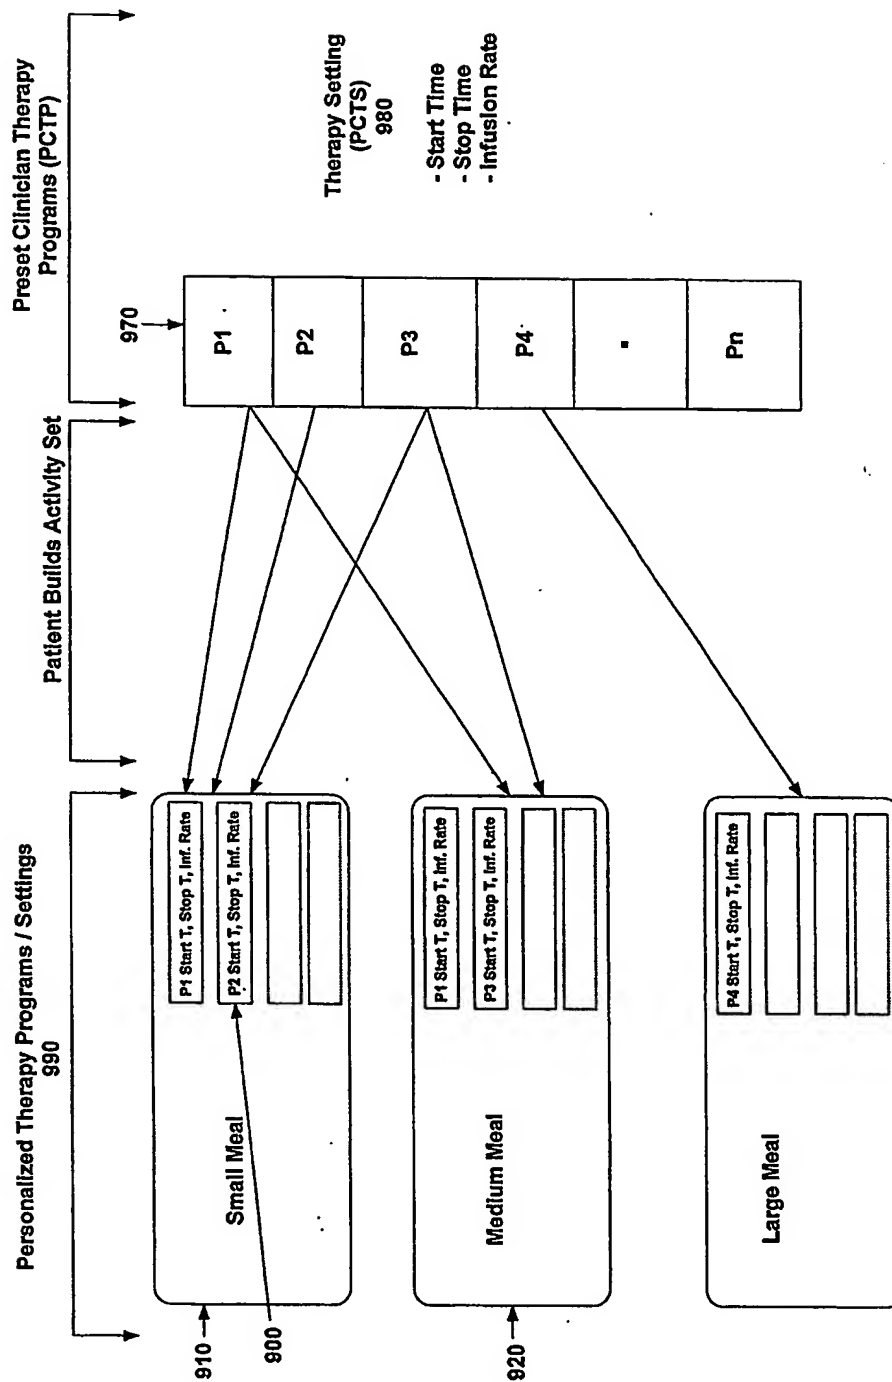 Personalized Therapy Programs / Settings
990
Patient Builds Activity Set
Preset Clinician Therapy
Programs (PCTP)
910
Small Meal
900
P1 Start T, Stop T, Inf. Rate
P2 Start T, Stop T, Inf. Rate
920
Medium Meal
P1 Start T, Stop T, Inf. Rate
P3 Start T, Stop T, Inf. Rate
Large Meal
P4 Start T, Stop T, Inf. Rate
970
P1
P2
P3
P4
Pn
Therapy Setting
(PCTS)
980
- Start Time
- Stop Time
- Infusion Rate